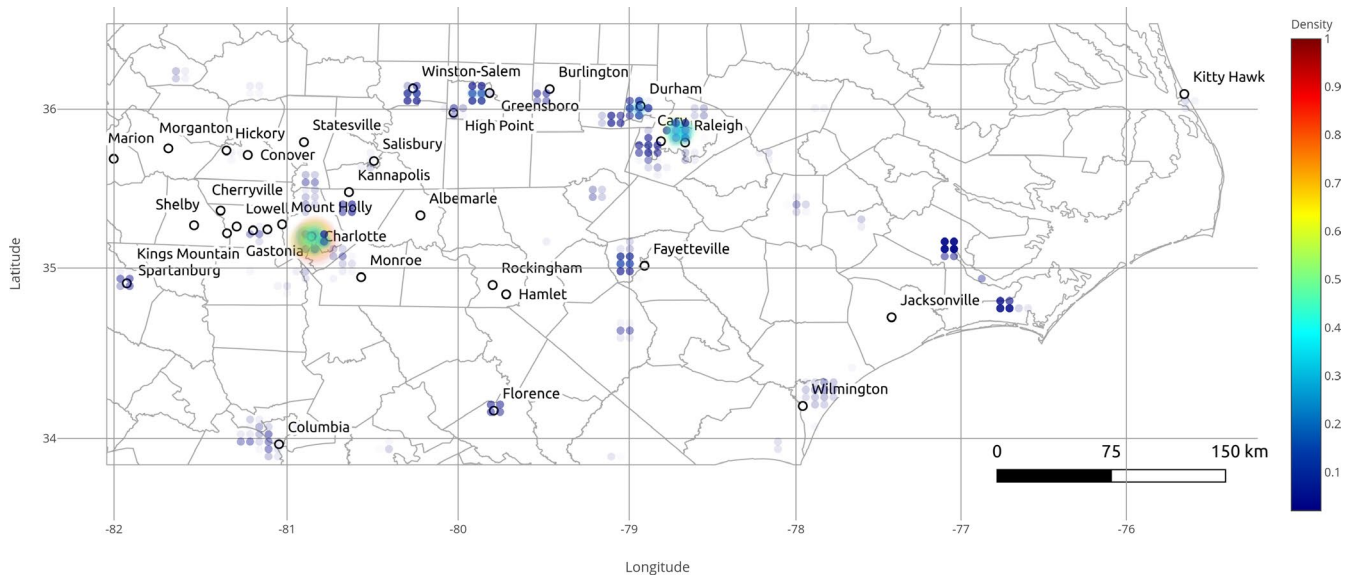 Density
1
0.9
0.8
0.7
0.6
0.5
0.4
0.3
0.2
0.1
Kitty Hawk
Winston-Salem
Burlington
Durham
Greensboro
High Point
Cary
Raleigh
Marion
Morganton
Hickory
Statesville
Conover
Salisbury
Kannapolis
Cherryville
Albemarle
Shelby
Lowell
Mount Holly
Charlotte
Kings Mountain
Gastonia
Spartanburg
Monroe
Fayetteville
Rockingham
Hamlet
Jacksonville
Florence
Wilmington
Columbia
0 75 150 km
36
35
34
Latitude
-82 -81 -80 -79 -78 -77 -76
Longitude